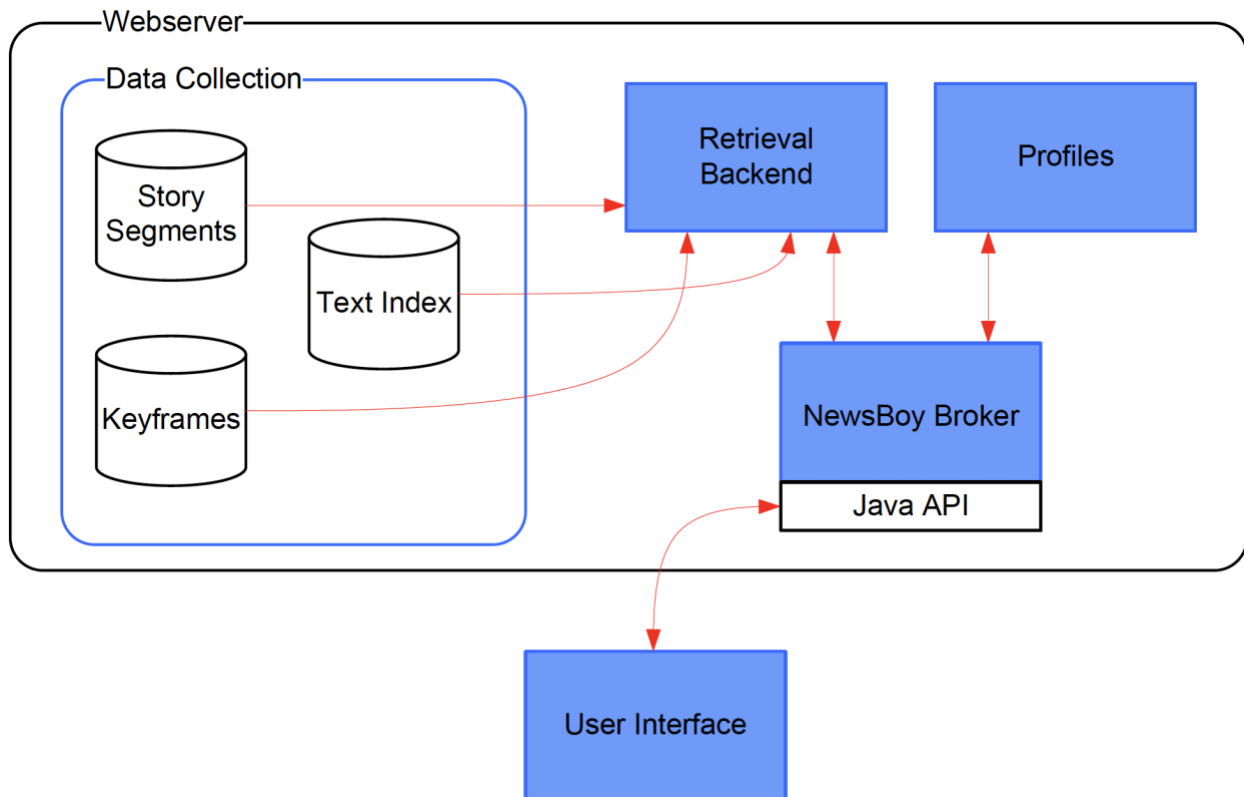 Webserver
Data Collection
Story
Segments
Text Index
Keyframes
Retrieval
Backend
Profiles
NewsBoy Broker
Java API
User Interface